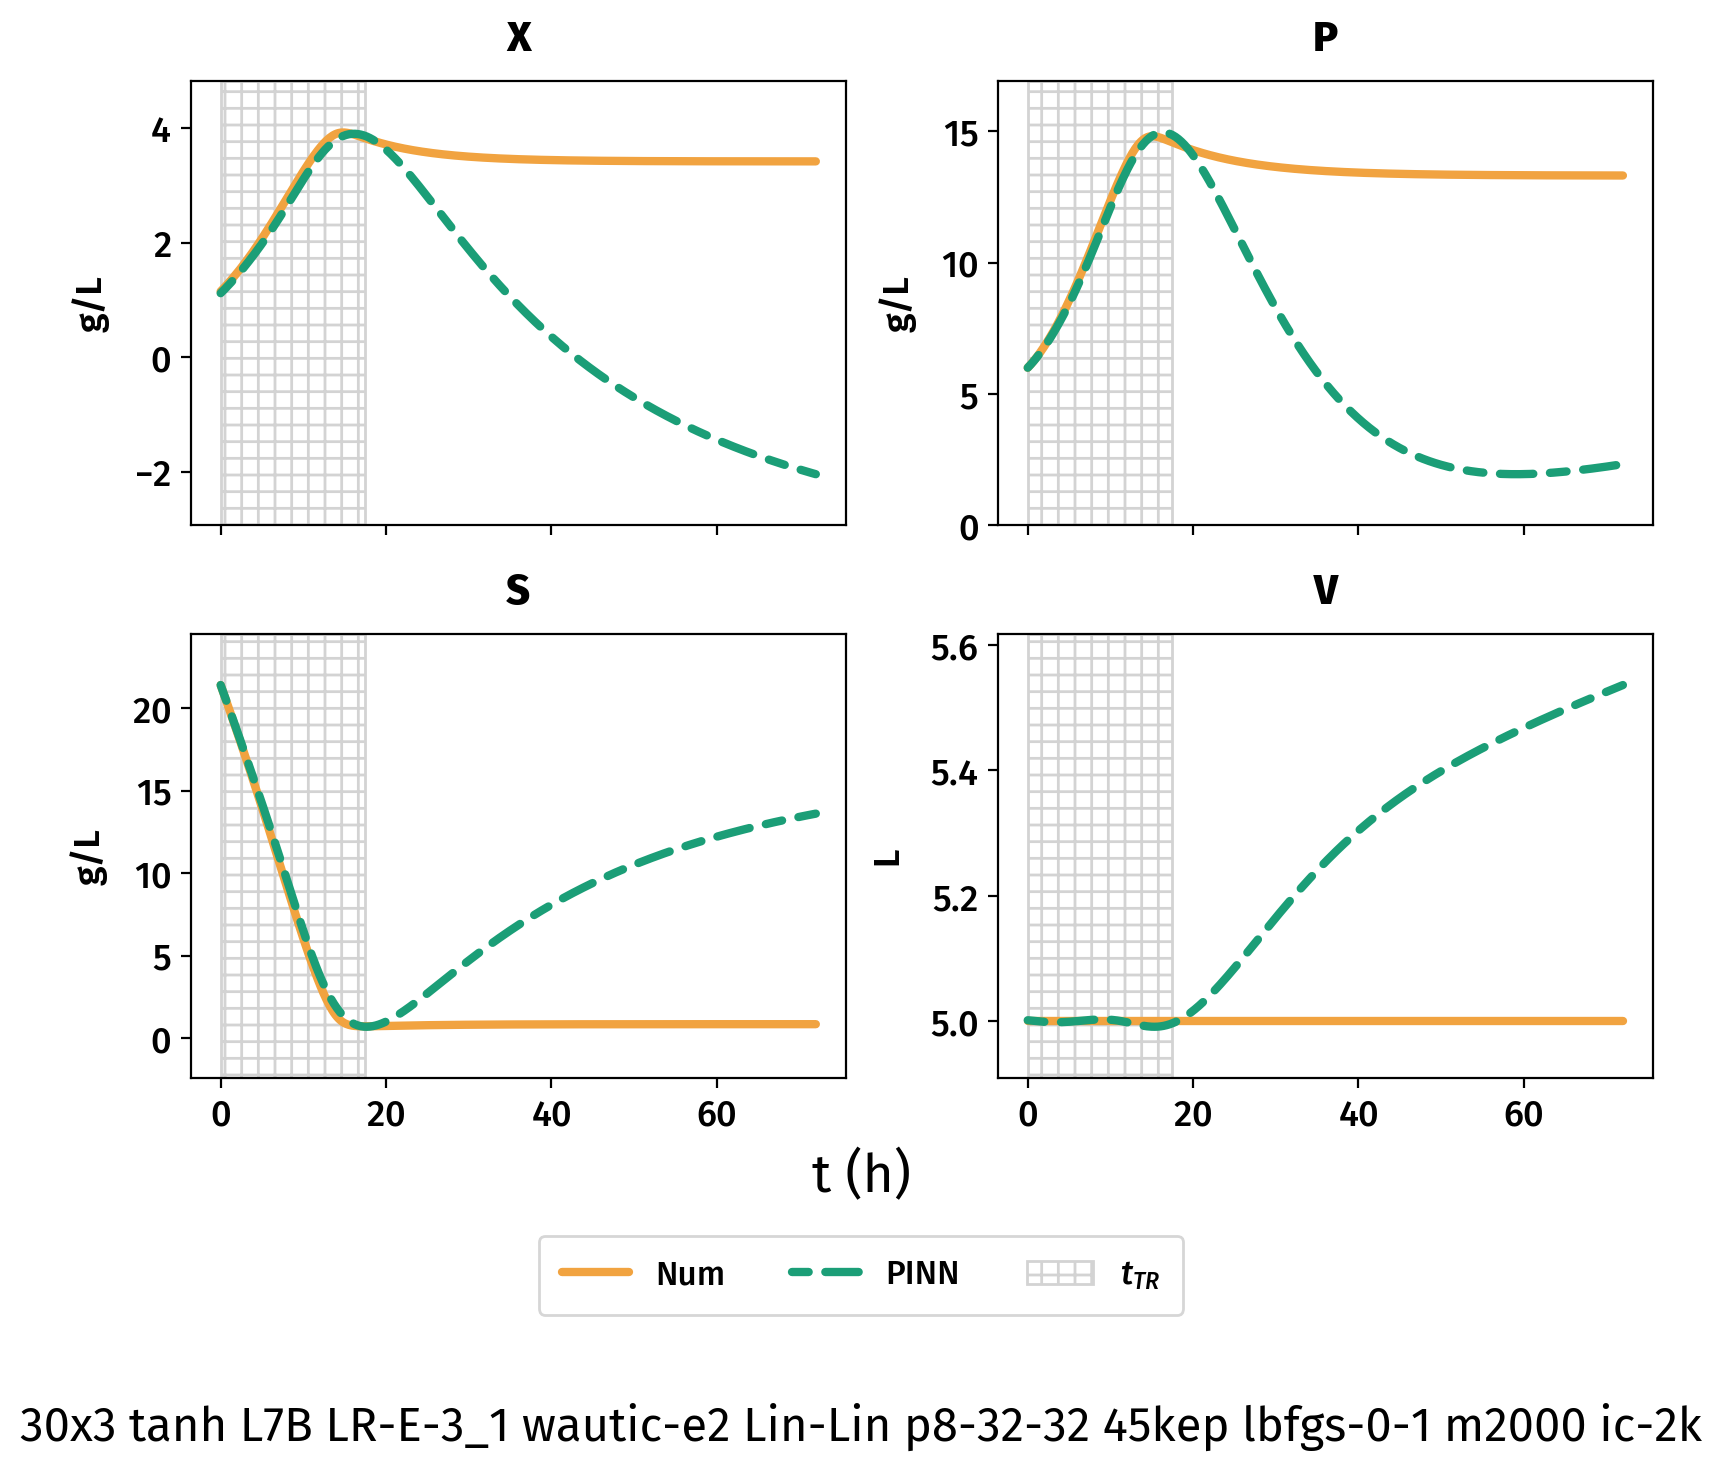 X
P
4
2
0
−2
g/L
15
10
5
0
g/L
S
V
20
15
10
5
0
g/L
5.6
5.4
5.2
5.0
L
0 20 40 60
0 20 40 60
t (h)
Num PINN tTR
30x3 tanh L7B LR-E-3_1 wautic-e2 Lin-Lin p8-32-32 45kep lbfgs-0-1 m2000 ic-2k